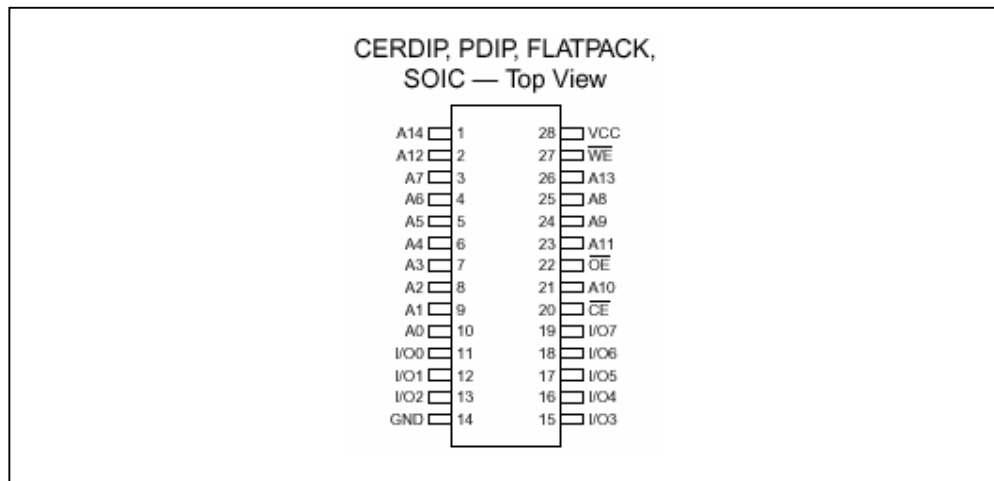 CERDIP, PDIP, FLATPACK,
SOIC — Top View
A14 1 28 VCC
A12 2 27 W̅E̅
A7 3 26 A13
A6 4 25 A8
A5 5 24 A9
A4 6 23 A11
A3 7 22 O̅E̅
A2 8 21 A10
A1 9 20 C̅E̅
A0 10 19 I/O7
I/O0 11 18 I/O6
I/O1 12 17 I/O5
I/O2 13 16 I/O4
GND 14 15 I/O3